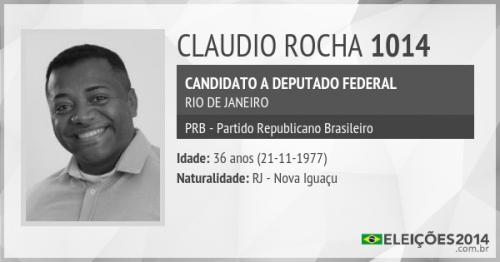 CLAUDIO ROCHA 1014
CANDIDATO A DEPUTADO FEDERAL
RIO DE JANEIRO
PRB - Partido Republicano Brasileiro
Idade: 36 anos (21-11-1977)
Naturalidade: RJ - Nova Iguaçu
ELEIÇÕES2014
.com.br